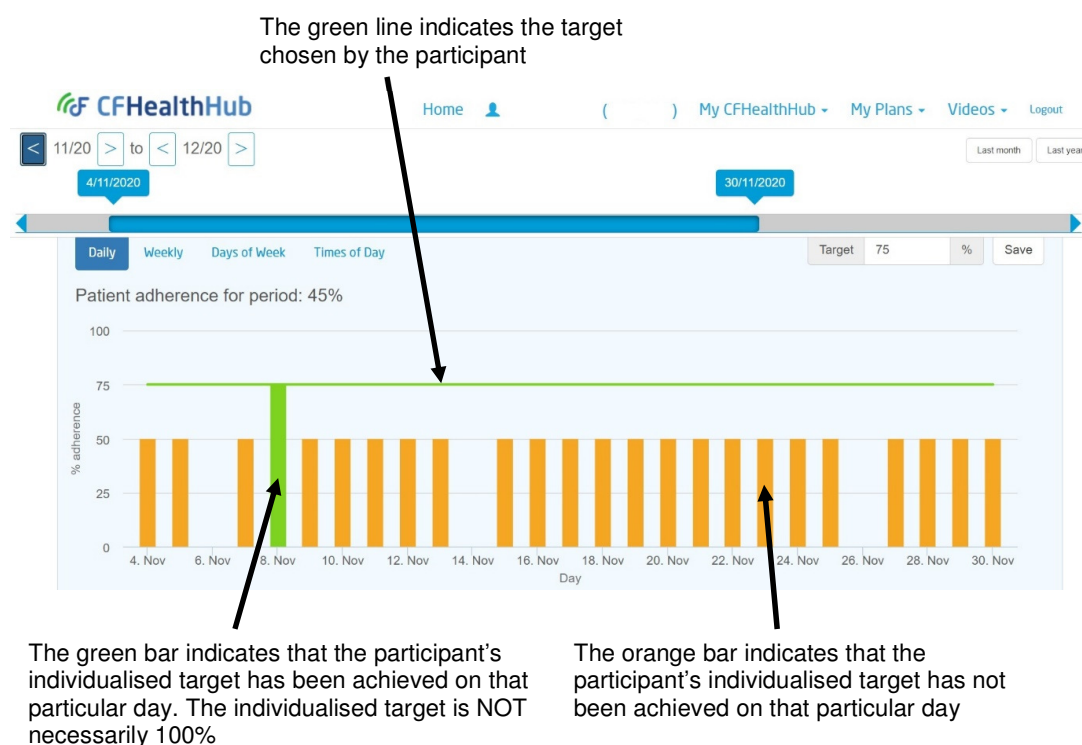 The green line indicates the target
chosen by the participant
CFHealthHub
Home ( ) My CFHealthHub My Plans Videos Logout
< 11/20 > to < 12/20 >
Last month Last year
4/11/2020 30/11/2020
Daily Weekly Days of Week Times of Day
Target 75 % Save
Patient adherence for period: 45%
100
75
50
25
0
% adherence
4. Nov 6. Nov 8. Nov 10. Nov 12. Nov 14. Nov 16. Nov 18. Nov 20. Nov 22. Nov 24. Nov 26. Nov 28. Nov 30. Nov
Day
The green bar indicates that the participant’s
individualised target has been achieved on that
particular day. The individualised target is NOT
necessarily 100%
The orange bar indicates that the
participant’s individualised target has not
been achieved on that particular day